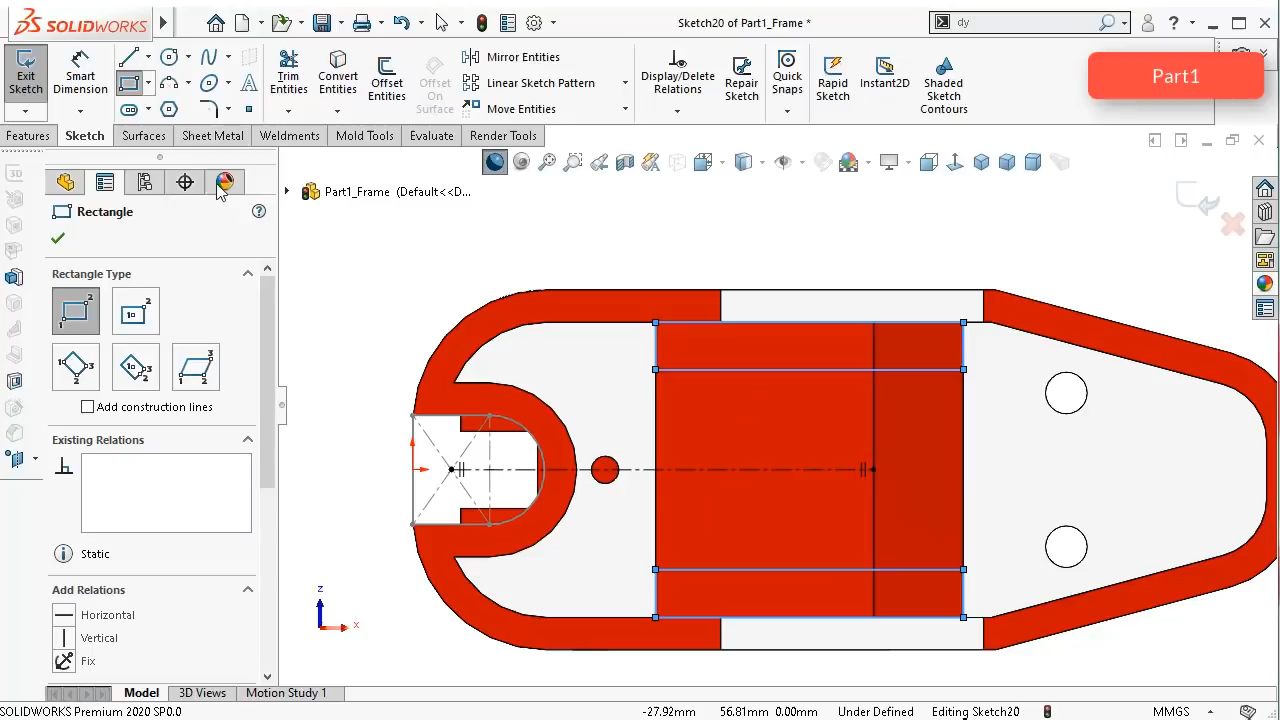 SOLIDWORKS
Sketch20 of Part1_Frame *
dy
?
Exit Sketch
Smart Dimension
Trim Entities
Convert Entities
Offset Entities
Offset On Surface
Mirror Entities
Linear Sketch Pattern
Move Entities
Display/Delete Relations
Repair Sketch
Quick Snaps
Rapid Sketch
Instant2D
Shaded Sketch Contours
Part1
Features
Sketch
Surfaces
Sheet Metal
Weldments
Mold Tools
Evaluate
Render Tools
Part1_Frame (Default<<D...
Rectangle
?
Rectangle Type
Add construction lines
Existing Relations
Static
Add Relations
Horizontal
Vertical
Fix
z
x
Model
3D Views
Motion Study 1
SOLIDWORKS Premium 2020 SP0.0
-27.92mm
56.81mm
0.00mm
Under Defined
Editing Sketch20
MMGS